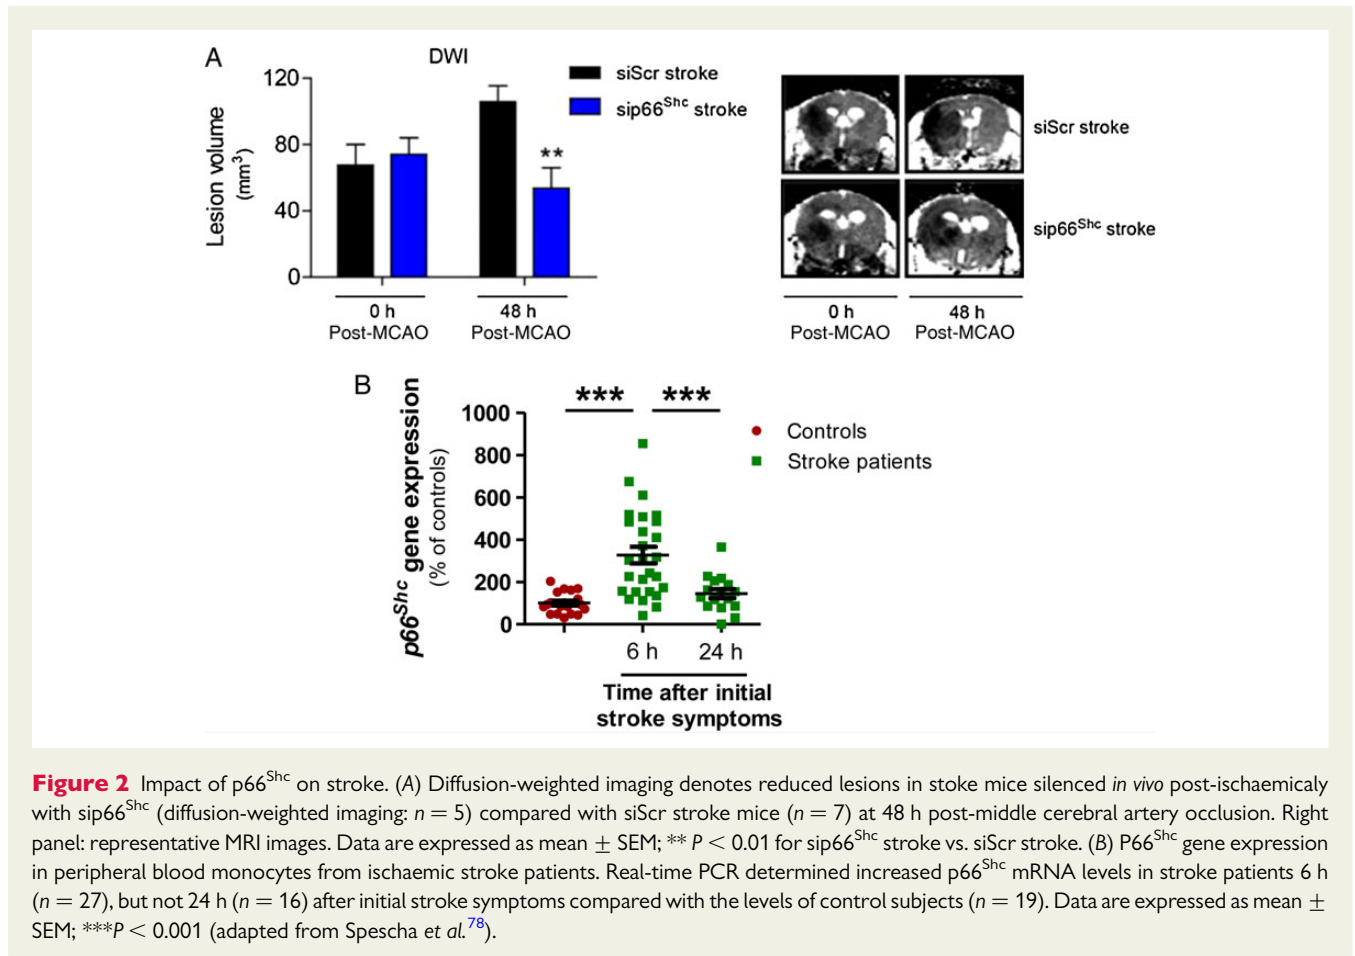 A
DWI
siScr stroke
sip66Shc stroke
Lesion volume
(mm3)
120
80
40
0
**
0 h
Post-MCAO
48 h
Post-MCAO
siScr stroke
sip66Shc stroke
0 h
Post-MCAO
48 h
Post-MCAO
B
p66Shc gene expression
(% of controls)
1000
800
600
400
200
0
***
***
Controls
Stroke patients
6 h
24 h
Time after initial
stroke symptoms
Figure 2 Impact of p66Shc on stroke. (A) Diffusion-weighted imaging denotes reduced lesions in stoke mice silenced in vivo post-ischaemicaly
with sip66Shc (diffusion-weighted imaging: n = 5) compared with siScr stroke mice (n = 7) at 48 h post-middle cerebral artery occlusion. Right
panel: representative MRI images. Data are expressed as mean ± SEM; ** P < 0.01 for sip66Shc stroke vs. siScr stroke. (B) P66Shc gene expression
in peripheral blood monocytes from ischaemic stroke patients. Real-time PCR determined increased p66Shc mRNA levels in stroke patients 6 h
(n = 27), but not 24 h (n = 16) after initial stroke symptoms compared with the levels of control subjects (n = 19). Data are expressed as mean ±
SEM; ***P < 0.001 (adapted from Spescha et al.78).